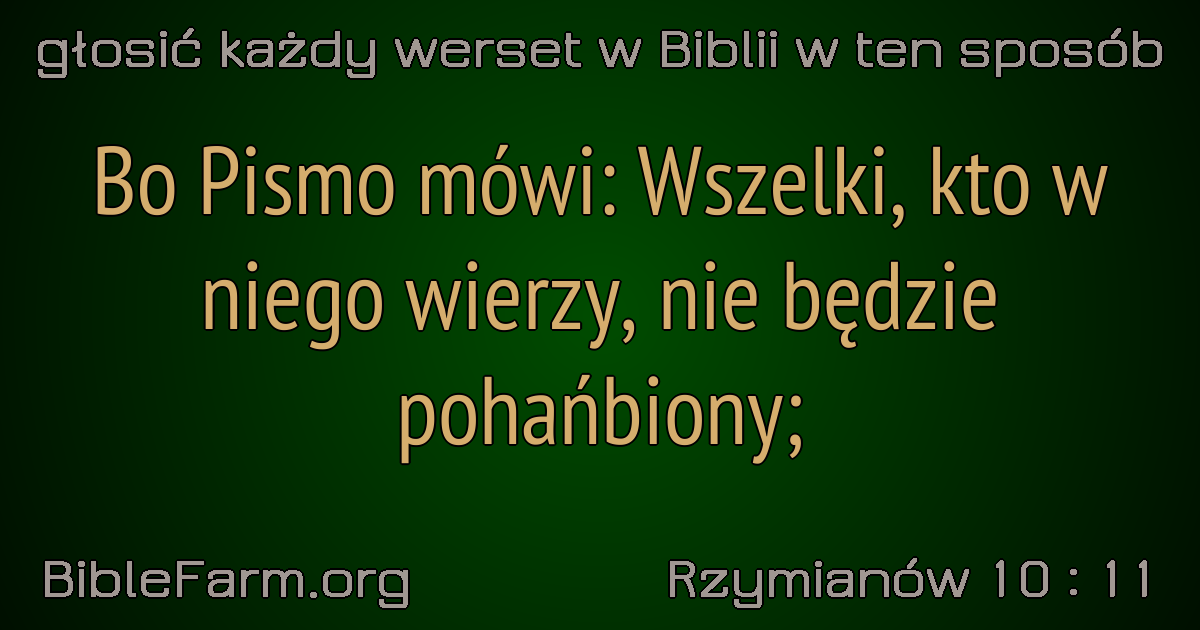 głosić każdy werset w Biblii w ten sposób
Bo Pismo mówi: Wszelki, kto w
niego wierzy, nie będzie
pohańbiony;
BibleFarm.org
Rzymianów 10 : 11